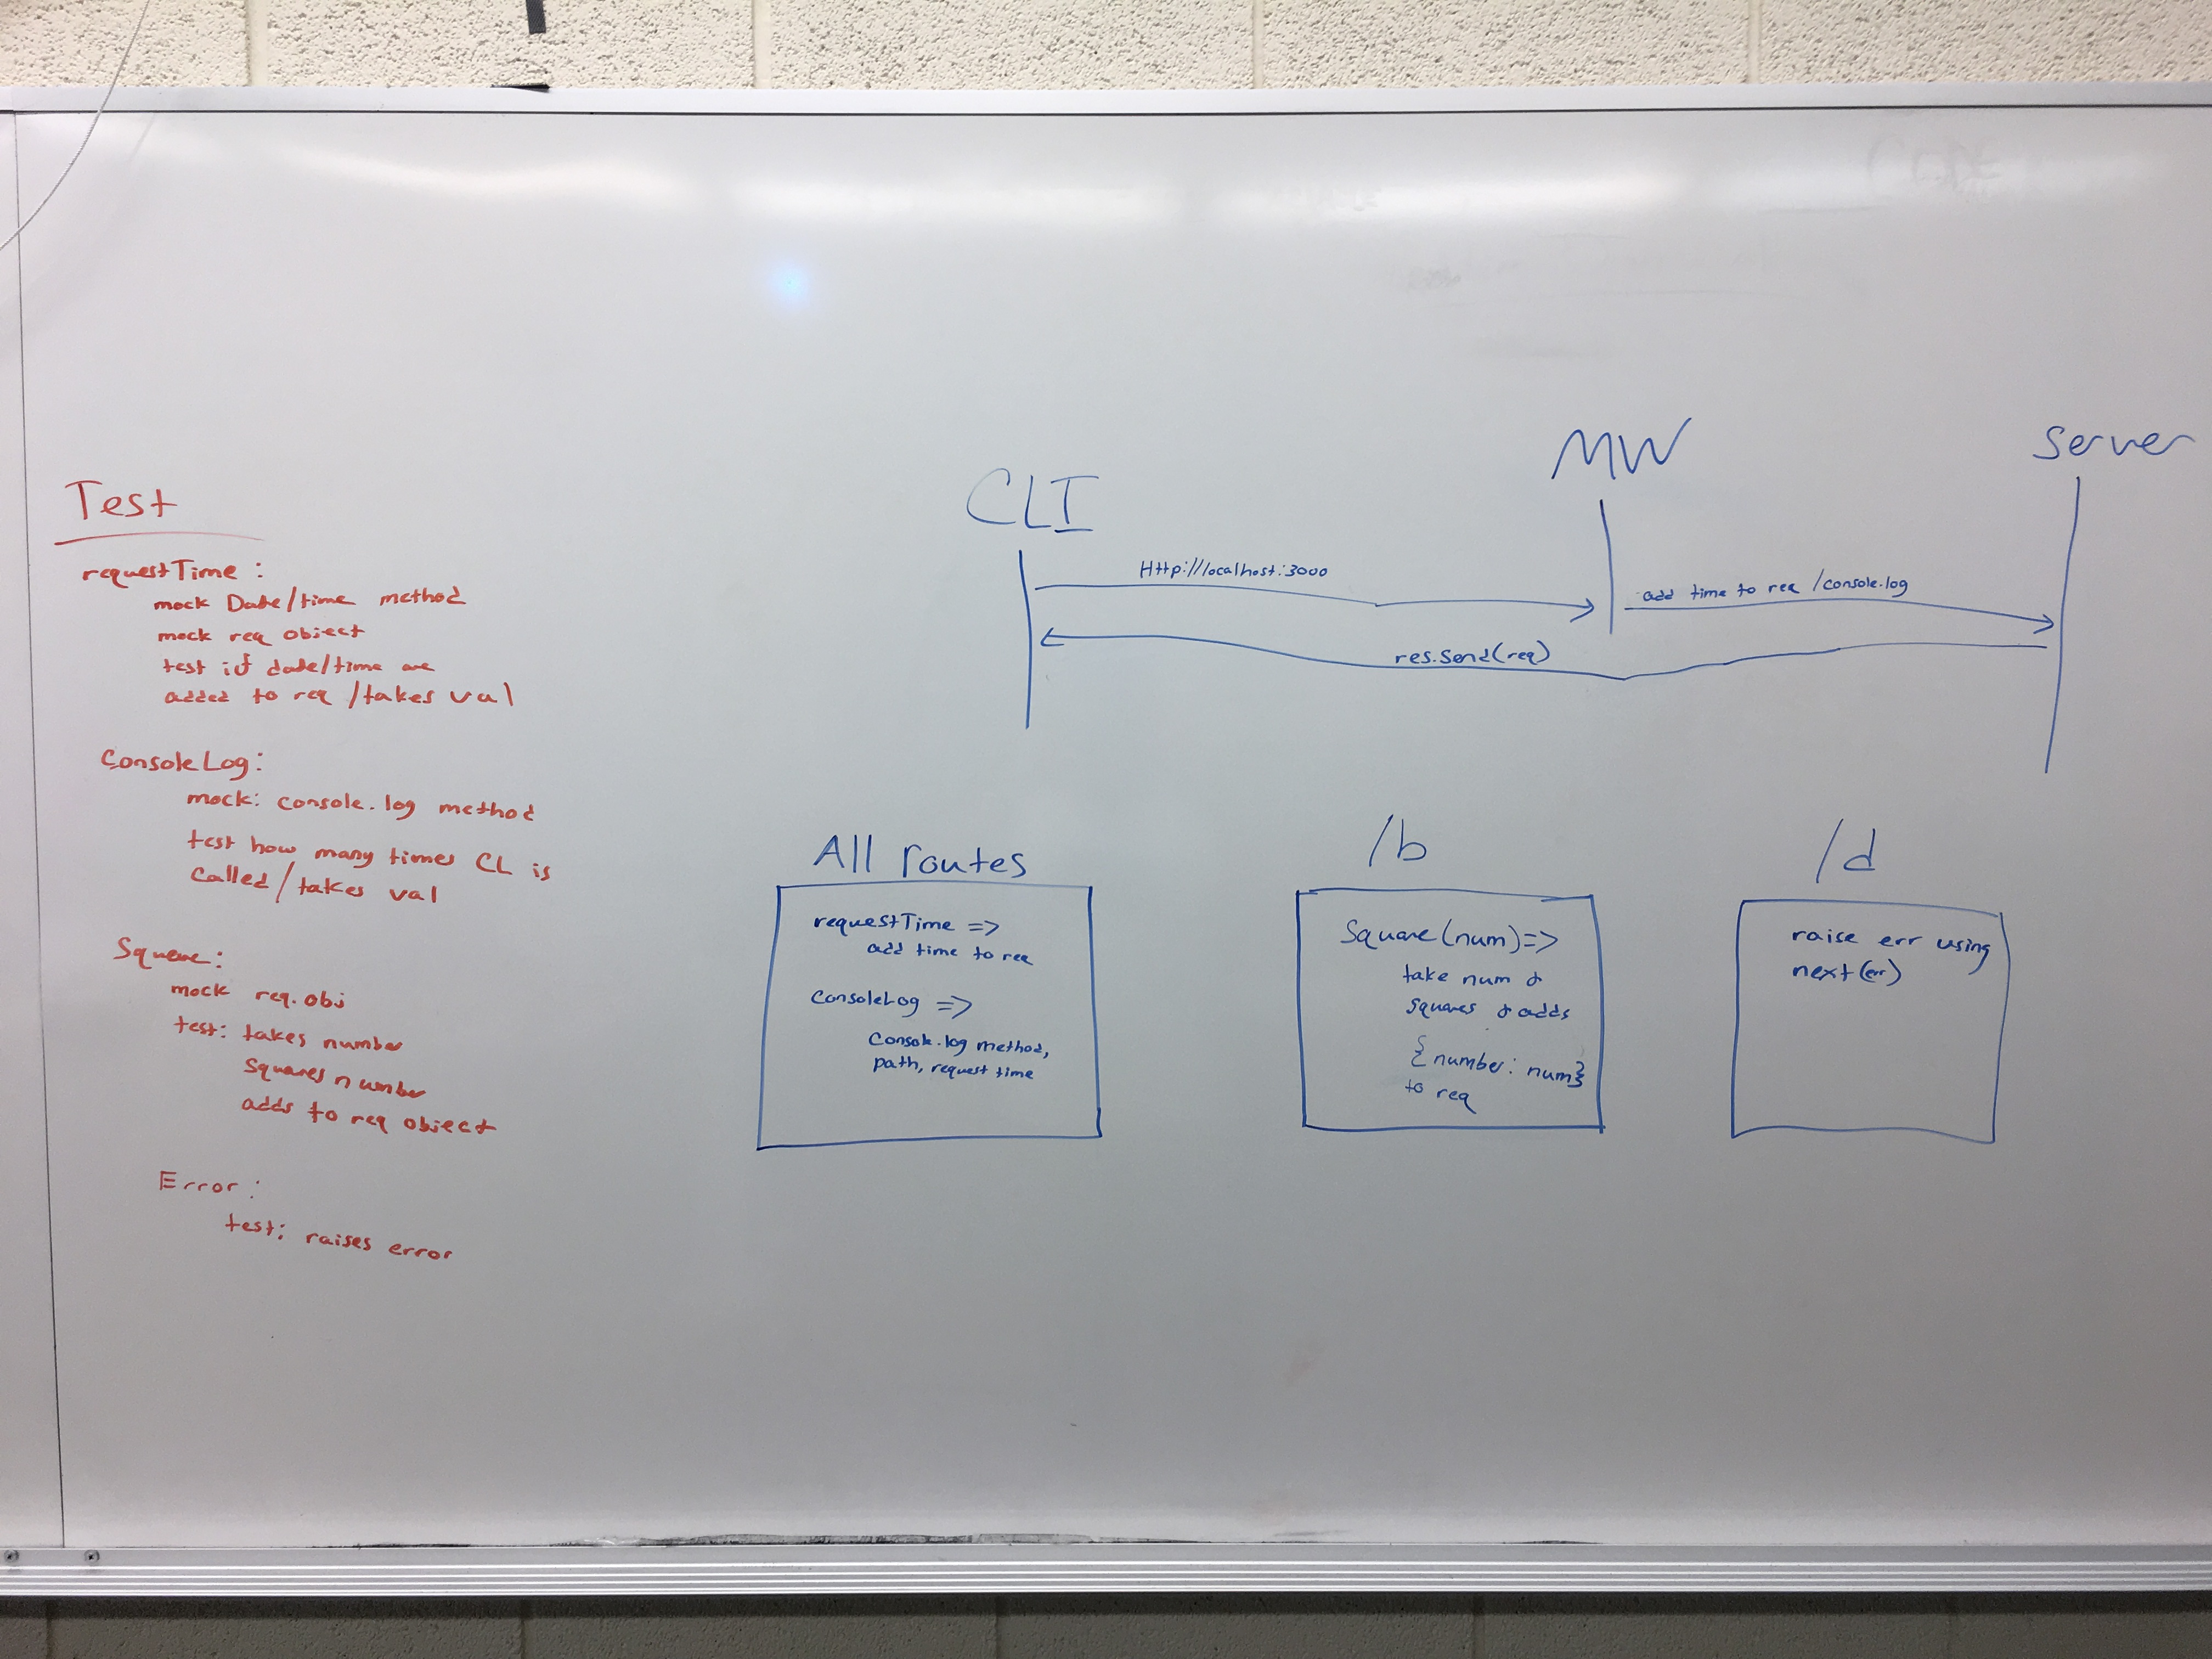 Test
requestTime:
mock Date/time method
mock req object
test if date/time are
added to req /takes val
ConsoleLog:
mock: console.log method
test how many times CL is
called/takes val
Square:
mock req.obj
test: takes number
squares number
adds to req object
Error:
test: raises error
CLI
MW
Server
Http://localhost:3000
add time to req /console.log
res.send(req)
All routes
requestTime =>
add time to req
ConsoleLog =>
Console.log method,
path, request time
/b
Square(num)=>
take num &
squares & adds
{number: num}
to req
/d
raise err using
next(err)